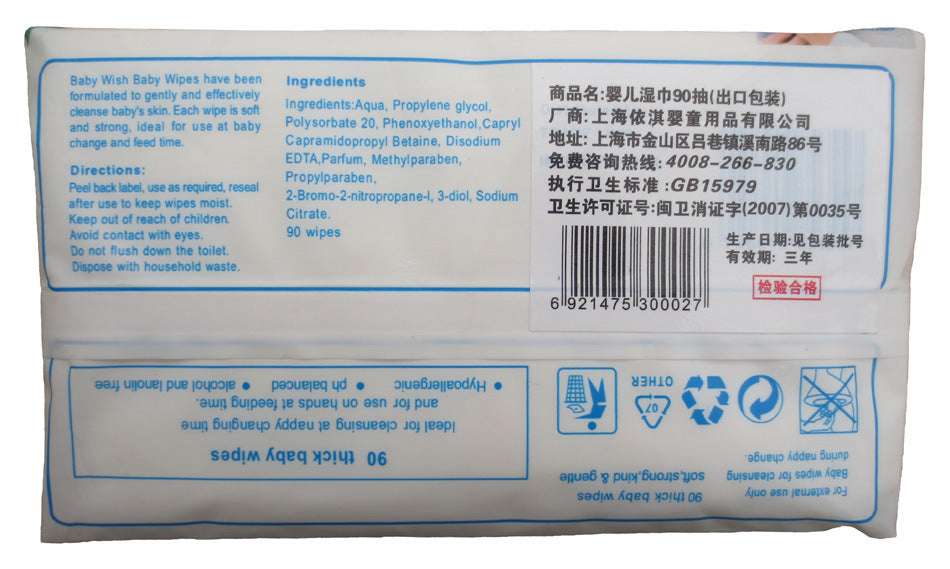 Baby Wish Baby Wipes have been
formulated to gently and effectively
cleanse baby's skin. Each wipe is soft
and strong, ideal for use at baby
change and feed time.
Directions:
Peel back label, use as required, reseal
after use to keep wipes moist.
Keep out of reach of children.
Avoid contact with eyes.
Do not flush down the toilet.
Dispose with household waste.
Ingredients
Ingredients:Aqua, Propylene glycol,
Polysorbate 20, Phenoxyethanol,Capryl
Capramidopropyl Betaine, Disodium
EDTA,Parfum, Methylparaben,
Propylparaben,
2-Bromo-2-nitropropane-l, 3-diol, Sodium
Citrate.
90 wipes
商品名:婴儿湿巾90抽(出口包装)
厂商:上海依淇婴童用品有限公司
地址: 上海市金山区吕巷镇溪南路86号
免费咨询热线: 4008-266-830
执行卫生标准 :GB15979
卫生许可证号:闽卫消证字(2007)第0035号
生产日期:见包装批号
有效期: 三年
检验合格
6 921475 300027
For external use only
Baby wipes for cleansing
during nappy change.
90 thick baby wipes
soft,strong,kind & gentle
07
OTHER
90 thick baby wipes
Ideal for cleansing at nappy changing time
and for use on hands at feeding time.
• Hypoallergenic • ph balanced • alcohol and lanolin free